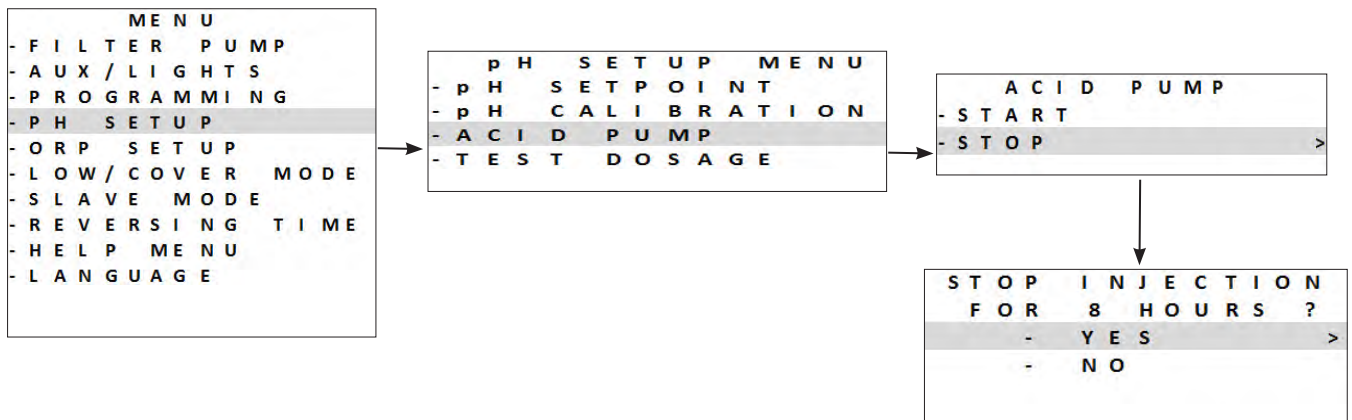 MENU
- FILTER PUMP
- AUX/LIGHTS
- PROGRAMMING
- PH SETUP
- ORP SETUP
- LOW/COVER MODE
- SLAVE MODE
- REVERSING TIME
- HELP MENU
- LANGUAGE
pH SETUP MENU
- pH SETPOINT
- pH CALIBRATION
- ACID PUMP
- TEST DOSAGE
ACID PUMP
- START
- STOP >
STOP INJECTION
FOR 8 HOURS ?
- YES >
- NO